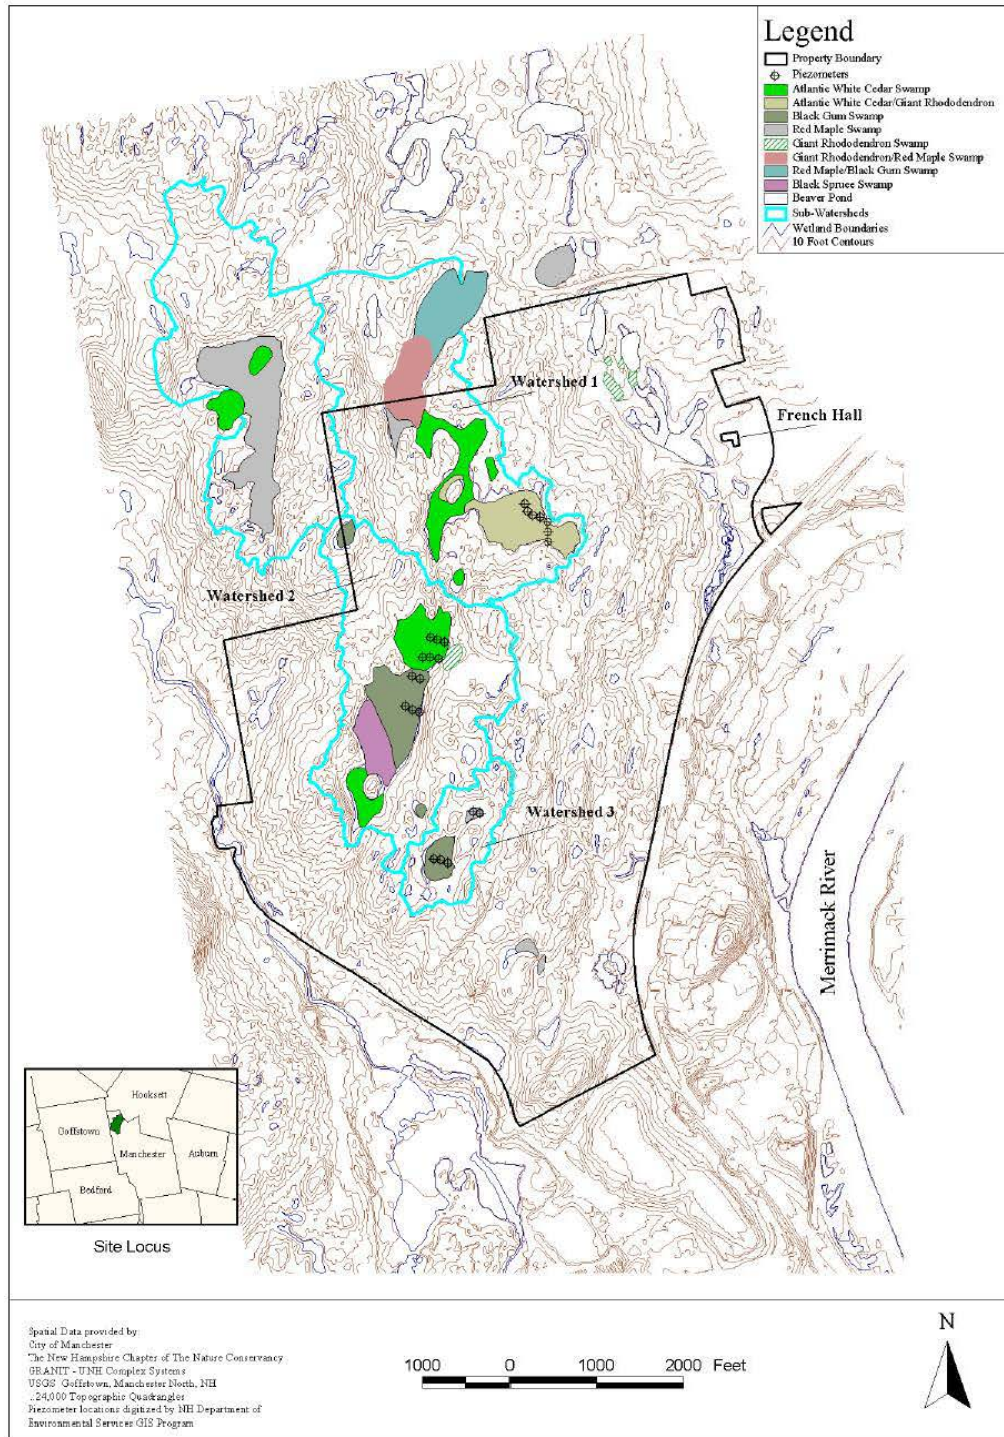 Legend
Property Boundary
Piezometers
Atlantic White Cedar Swamp
Atlantic White Cedar/Giant Rhododendron
Black Gum Swamp
Red Maple Swamp
Giant Rhododendron Swamp
Giant Rhododendron/Red Maple Swamp
Red Maple/Black Gum Swamp
Black Spruce Swamp
Beaver Pond
Sub-Watersheds
Wetland Boundaries
10 Foot Contours
Watershed 1
French Hall
Watershed 2
Watershed 3
Merrimack River
Hooksett
Goffstown
Manchester
Auburn
Bedford
Site Locus
Spatial Data provided by
City of Manchester
The New Hampshire Chapter of The Nature Conservancy
GRANIT - UNH Complex Systems
USGS Goffstown, Manchester North, NH
:24,000 Topographic Quadrangles
Piezometer locations digitized by NH Department of
Environmental Services GIS Program
1000 0 1000 2000 Feet
N